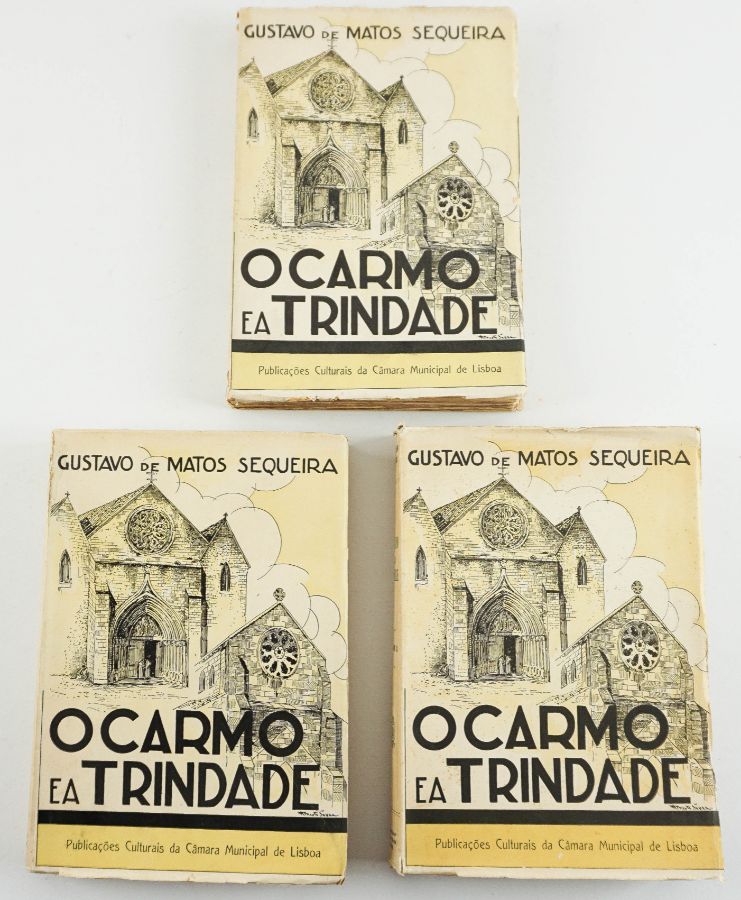 GUSTAVO DE MATOS SEQUEIRA
O CARMO
E A TRINDADE
Publicações Culturais da Câmara Municipal de Lisboa
GUSTAVO DE MATOS SEQUEIRA
O CARMO
E A TRINDADE
Publicações Culturais da Câmara Municipal de Lisboa
GUSTAVO DE MATOS SEQUEIRA
O CARMO
E A TRINDADE
Publicações Culturais da Câmara Municipal de Lisboa